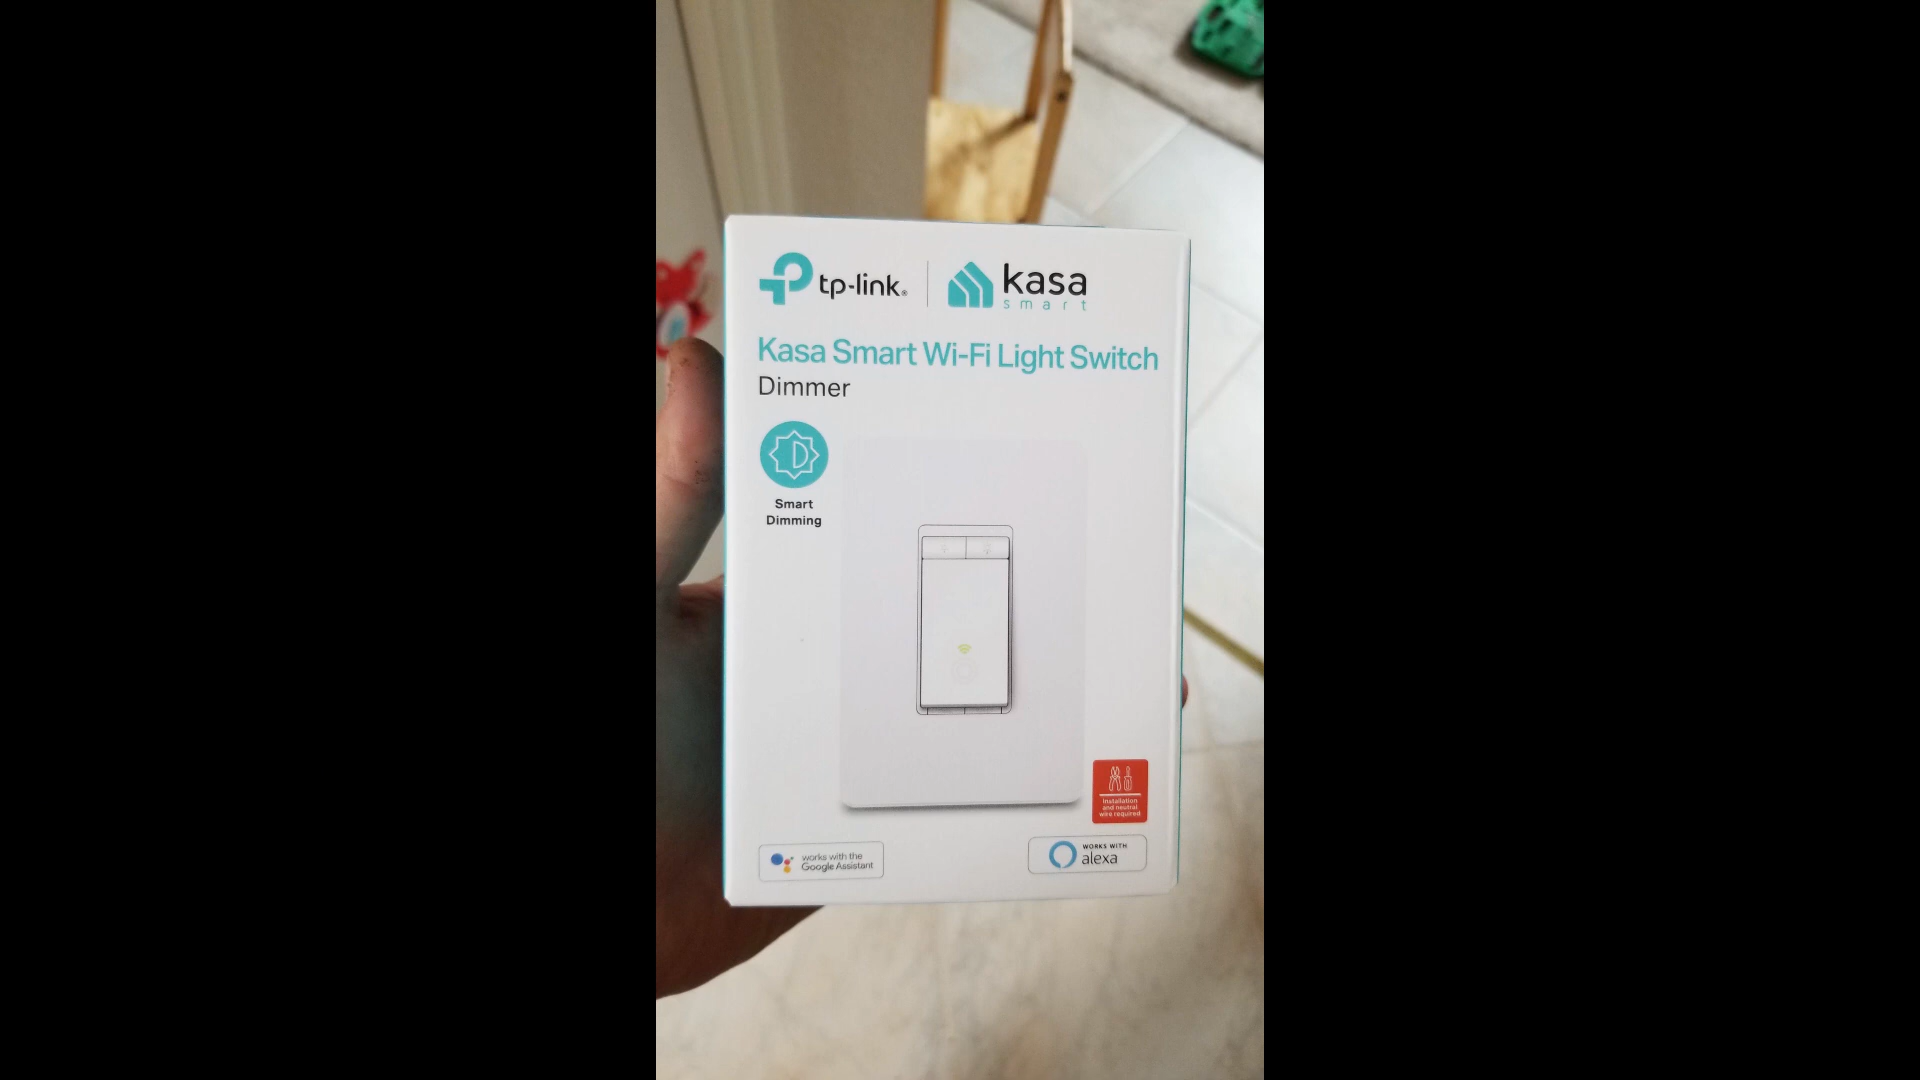 tp-link®
kasa
smart
Kasa Smart Wi-Fi Light Switch
Dimmer
D
Smart
Dimming
Installation
and neutral
wire required
works with the
Google Assistant
WORKS WITH
alexa